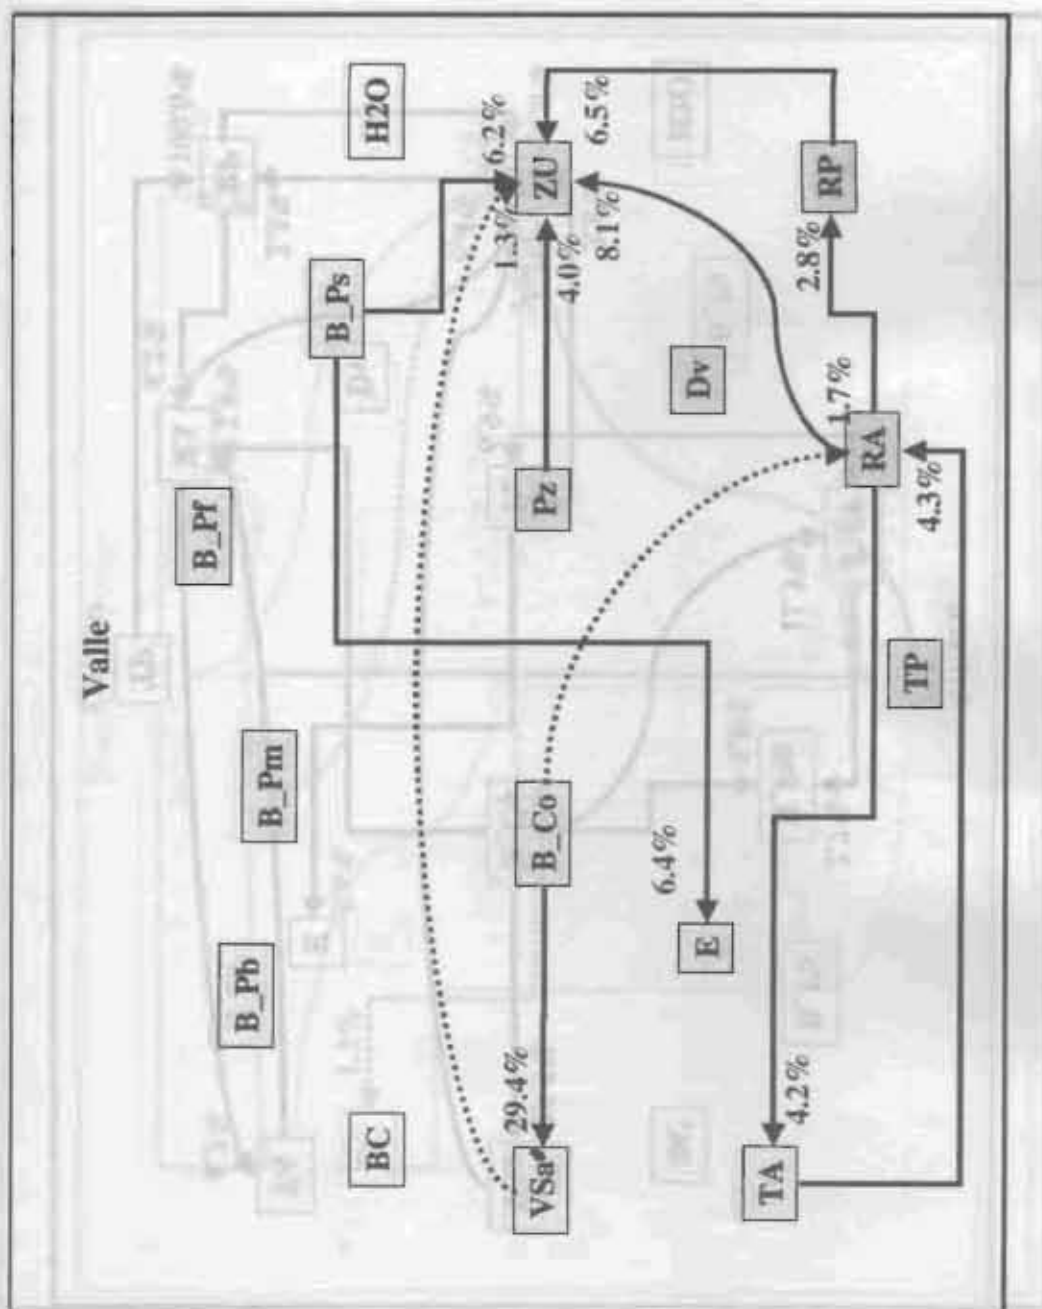 Valle
B_Pf
B_Pb
B_Pm
B_Ps
BC
H2O
29.4%
1.3%
6.2%
VSa#
B_Co
Pz
ZU
4.0%
8.1%
6.5%
6.4%
Dv
E
TA
4.2%
2.8%
RP
1.7%
RA
TP
4.3%